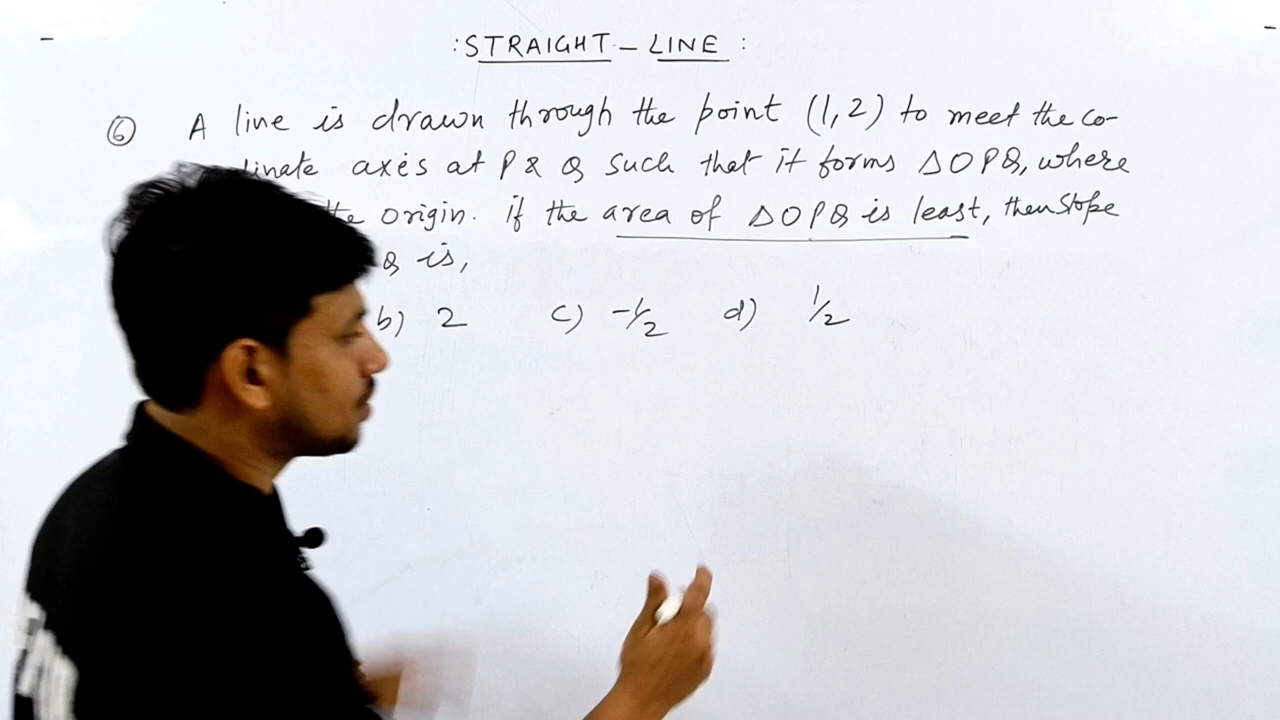 : STRAIGHT - LINE :
⑥ A line is drawn through the point (1, 2) to meet the co-
dinate axes at P & Q such that it forms ΔOPQ, where
the origin. if the area of ΔOPQ is least, then slope
Q is,
b) 2 c) -1/2 d) 1/2